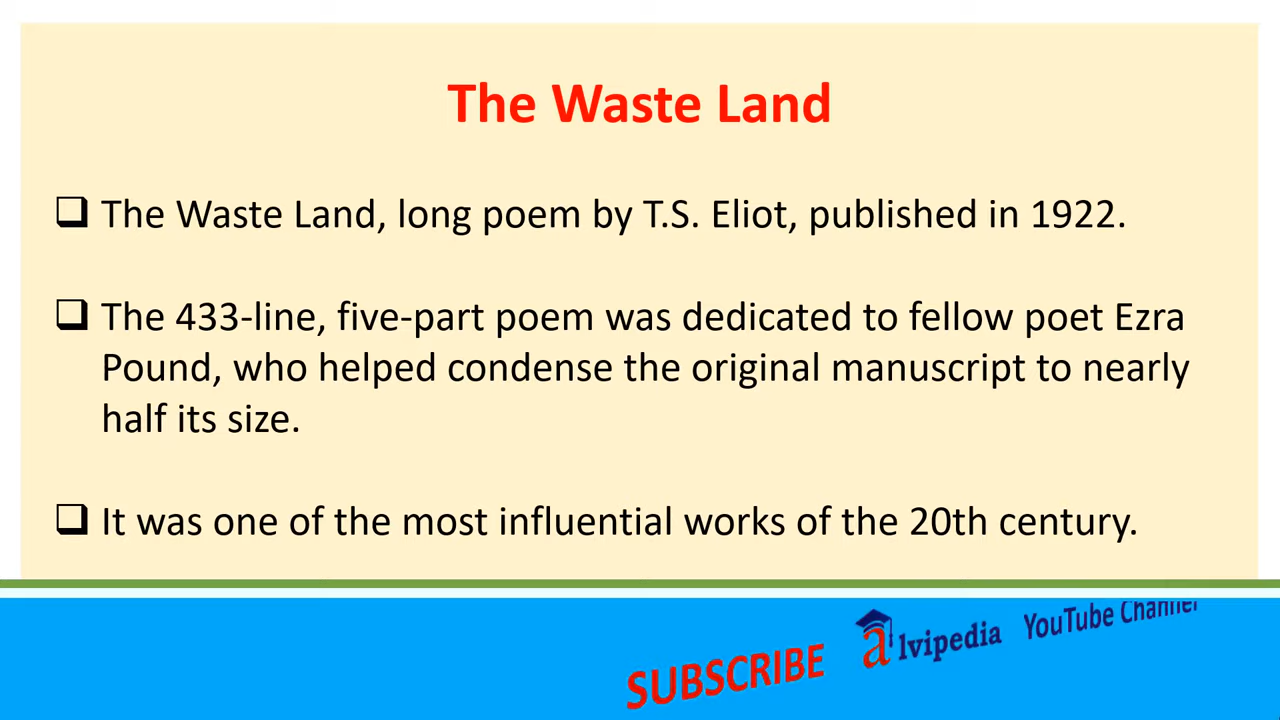 The Waste Land
❑ The Waste Land, long poem by T.S. Eliot, published in 1922.
❑ The 433-line, five-part poem was dedicated to fellow poet Ezra
Pound, who helped condense the original manuscript to nearly
half its size.
❑ It was one of the most influential works of the 20th century.
SUBSCRIBE alvipedia YouTube Channel